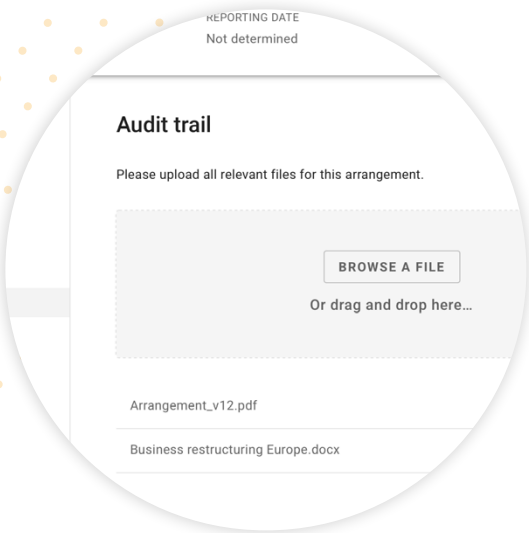 REPORTING DATE
Not determined
Audit trail
Please upload all relevant files for this arrangement.
BROWSE A FILE
Or drag and drop here...
Arrangement_v12.pdf
Business restructuring Europe.docx